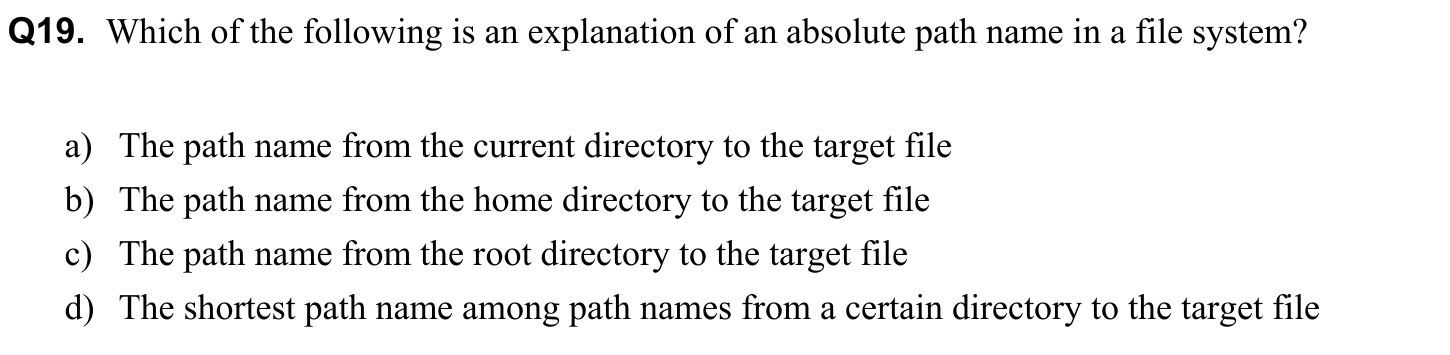 Q19. Which of the following is an explanation of an absolute path name in a file system?
a) The path name from the current directory to the target file
b) The path name from the home directory to the target file
c) The path name from the root directory to the target file
d) The shortest path name among path names from a certain directory to the target file